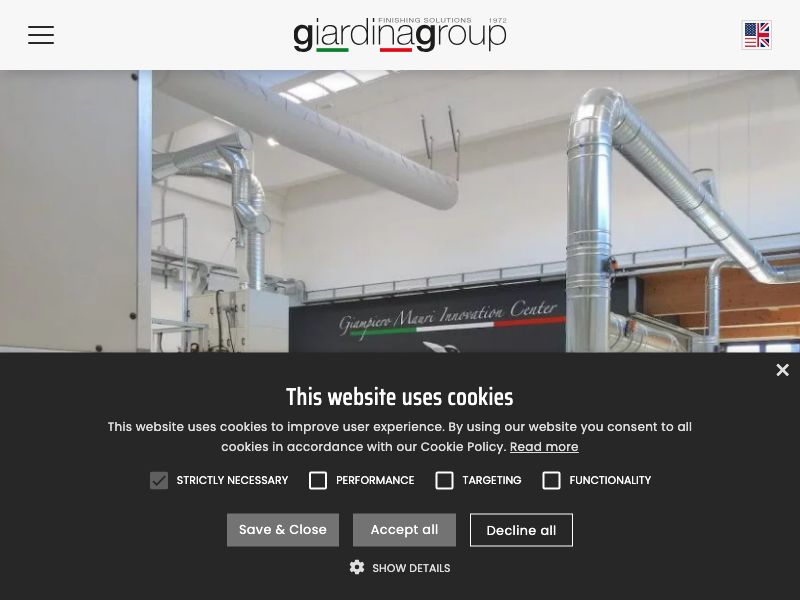 FINISHING SOLUTIONS 1972
giardinagroup
Giampiero Mauri Innovation Center
This website uses cookies
This website uses cookies to improve user experience. By using our website you consent to all
cookies in accordance with our Cookie Policy. Read more
STRICTLY NECESSARY PERFORMANCE TARGETING FUNCTIONALITY
Save & Close Accept all Decline all
SHOW DETAILS